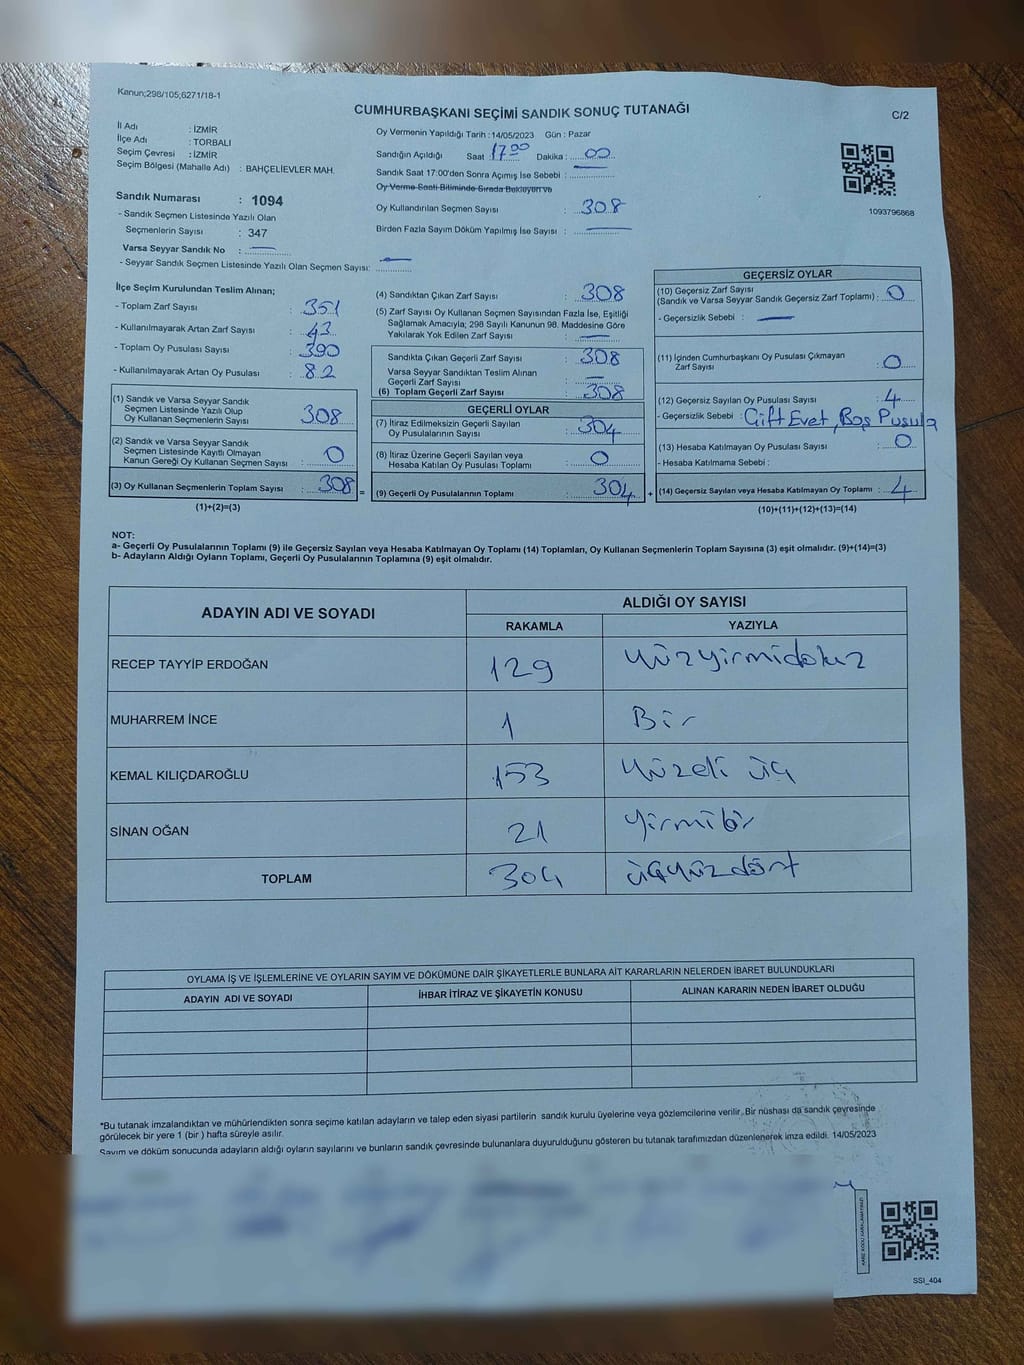 Kanun;298/105;6271/18-1
CUMHURBAŞKANI SEÇİMİ SANDIK SONUÇ TUTANAĞI
C/2
İl Adı : İZMİR
İlçe Adı : TORBALI
Seçim Çevresi : İZMİR
Seçim Bölgesi (Mahalle Adı) : BAHÇELİEVLER MAH.
Sandık Numarası : 1094
- Sandık Seçmen Listesinde Yazılı Olan
Seçmenlerin Sayısı : 347
Varsa Seyyar Sandık No :
- Seyyar Sandık Seçmen Listesinde Yazılı Olan Seçmen Sayısı:
Oy Vermenin Yapıldığı Tarih : 14/05/2023 Gün : Pazar
Sandığın Açıldığı Saat 17 00 Dakika : 00
Sandık Saat 17:00'den Sonra Açımış İse Sebebi :
Oy Verme Saati Bitiminde Sırada Bekleyen ve
Oy Kullandırılan Seçmen Sayısı : 308
Birden Fazla Sayım Döküm Yapılmış İse Sayısı :
1093796868
İlçe Seçim Kurulundan Teslim Alınan;
- Toplam Zarf Sayısı : 351
- Kullanılmayarak Artan Zarf Sayısı : 43
- Toplam Oy Pusulası Sayısı : 390
- Kullanılmayarak Artan Oy Pusulası : 82
(1) Sandık ve Varsa Seyyar Sandık
Seçmen Listesinde Yazılı Olup
Oy Kullanan Seçmenlerin Sayısı : 308
(2) Sandık ve Varsa Seyyar Sandık
Seçmen Listesinde Kayıtlı Olmayan
Kanun Gereği Oy Kullanan Seçmen Sayısı : 0
(3) Oy Kullanan Seçmenlerin Toplam Sayısı : 308 =
(1)+(2)=(3)
(4) Sandıktan Çıkan Zarf Sayısı : 308
(5) Zarf Sayısı Oy Kullanan Seçmen Sayısından Fazla İse, Eşitliği
Sağlamak Amacıyla; 298 Sayılı Kanunun 98. Maddesine Göre
Yakılarak Yok Edilen Zarf Sayısı :
Sandıkta Çıkan Geçerli Zarf Sayısı : 308
Varsa Seyyar Sandıktan Teslim Alınan
Geçerli Zarf Sayısı :
(6) Toplam Geçerli Zarf Sayısı : 308
GEÇERLİ OYLAR
(7) İtiraz Edilmeksizin Geçerli Sayılan
Oy Pusulalarının Sayısı : 304
(8) İtiraz Üzerine Geçerli Sayılan veya
Hesaba Katılan Oy Pusulası Toplamı : 0
(9) Geçerli Oy Pusulalarının Toplamı : 304 +
GEÇERSİZ OYLAR
(10) Geçersiz Zarf Sayısı
(Sandık ve Varsa Seyyar Sandık Geçersiz Zarf Toplamı) : 0
- Geçersizlik Sebebi :
(11) İçinden Cumhurbaşkanı Oy Pusulası Çıkmayan
Zarf Sayısı : 0
(12) Geçersiz Sayılan Oy Pusulası Sayısı : 4
- Geçersizlik Sebebi : Çift Evet, Boş Pusula
(13) Hesaba Katılmayan Oy Pusulası Sayısı : 0
- Hesaba Katılmama Sebebi :
(14) Geçersiz Sayılan veya Hesaba Katılmayan Oy Toplamı : 4
(10)+(11)+(12)+(13)=(14)
NOT:
a- Geçerli Oy Pusulalarının Toplamı (9) ile Geçersiz Sayılan veya Hesaba Katılmayan Oy Toplamı (14) Toplamları, Oy Kullanan Seçmenlerin Toplam Sayısına (3) eşit olmalıdır. (9)+(14)=(3)
b- Adayların Aldığı Oyların Toplamı, Geçerli Oy Pusulalarının Toplamına (9) eşit olmalıdır.
ADAYIN ADI VE SOYADI ALDIĞI OY SAYISI
RAKAMLA YAZIYLA
RECEP TAYYİP ERDOĞAN 129 Yüzyirmidokuz
MUHARREM İNCE 1 Bir
KEMAL KILIÇDAROĞLU 153 Yüzelli üç
SİNAN OĞAN 21 Yirmibir
TOPLAM 304 üçyüzdört
OYLAMA İŞ VE İŞLEMLERİNE VE OYLARIN SAYIM VE DÖKÜMÜNE DAİR ŞİKAYETLERLE BUNLARA AİT KARARLARIN NELERDEN İBARET BULUNDUKLARI
ADAYIN ADI VE SOYADI İHBAR İTİRAZ VE ŞİKAYETİN KONUSU ALINAN KARARIN NEDEN İBARET OLDUĞU
*Bu tutanak imzalandıktan ve mühürlendikten sonra seçime katılan adayların ve talep eden siyasi partilerin sandık kurulu üyelerine veya gözlemcilerine verilir. Bir nüshası da sandık çevresinde
görülecek bir yere 1 (bir ) hafta süreyle asılır.
Sayım ve döküm sonucunda adayların aldığı oyların sayılarını ve bunların sandık çevresinde bulunanlara duyurulduğunu gösteren bu tutanak tarafımızdan düzenlenerek imza edildi. 14/05/2023
SSI_404